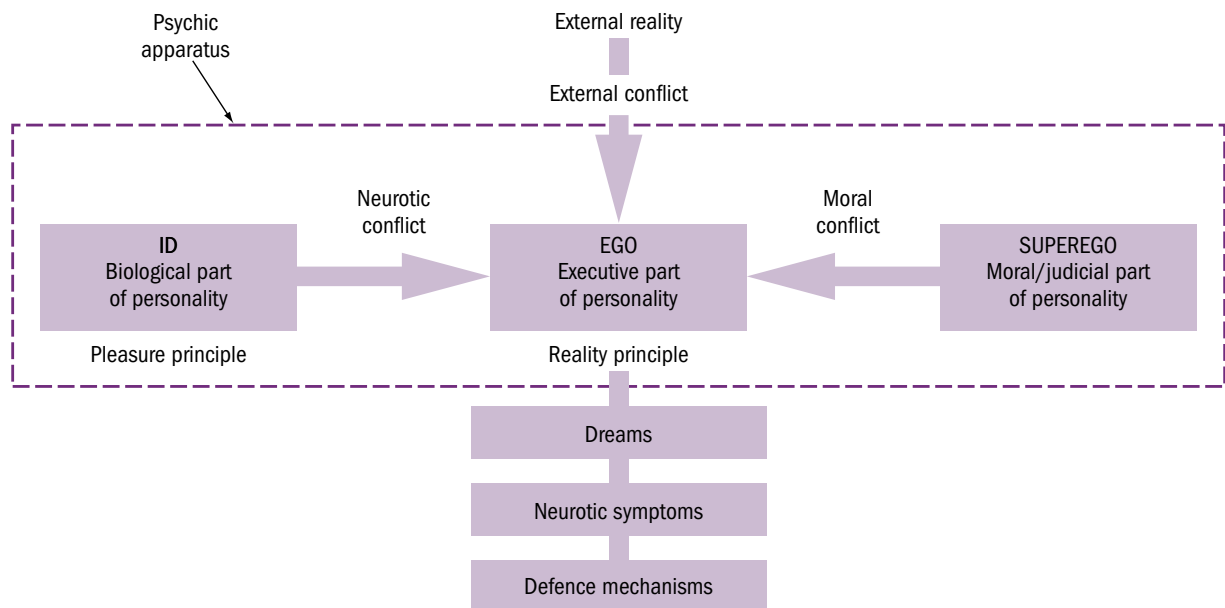 Psychic
apparatus
External reality
External conflict
Neurotic
conflict
Moral
conflict
ID
Biological part
of personality
EGO
Executive part
of personality
SUPEREGO
Moral/judicial part
of personality
Pleasure principle
Reality principle
Dreams
Neurotic symptoms
Defence mechanisms